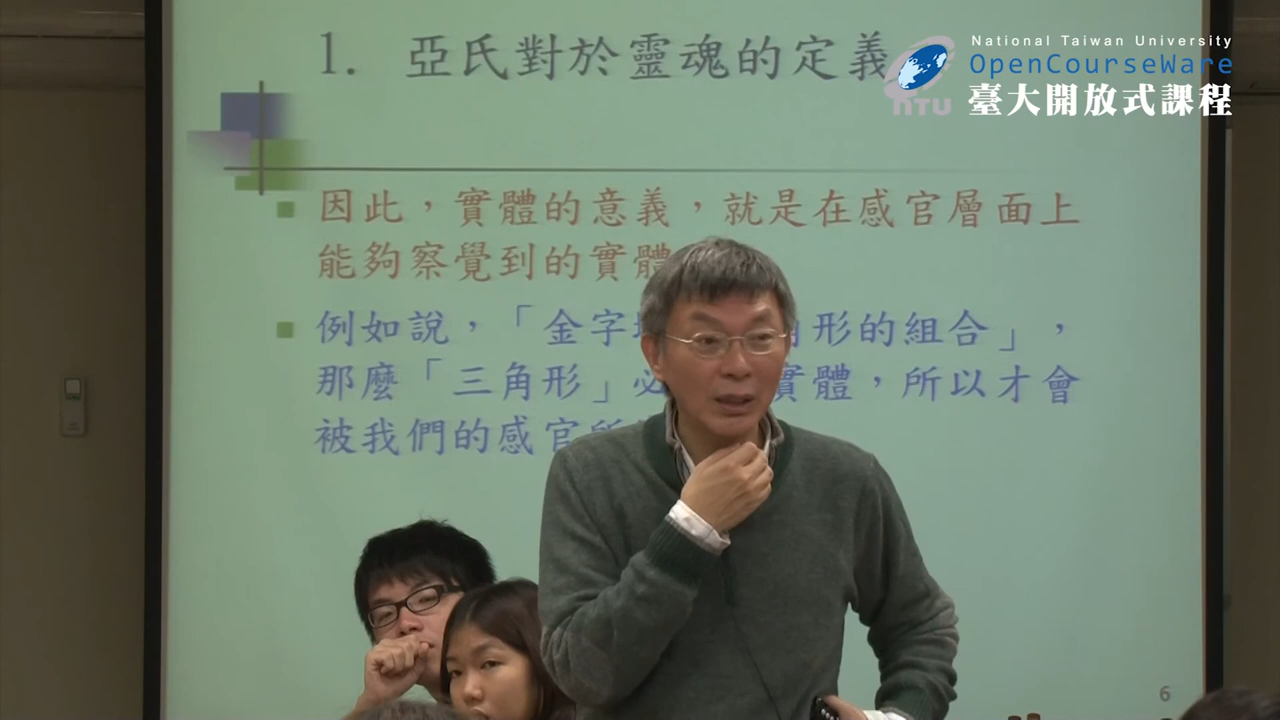 1. 亞氏對於靈魂的定義
National Taiwan University
OpenCourseWare
NTU
臺大開放式課程
因此，實體的意義，就是在感官層面上
能夠察覺到的實體
例如說，「金字 形的組合」，
那麼「三角形」 實體，所以才會
被我們的感官
6